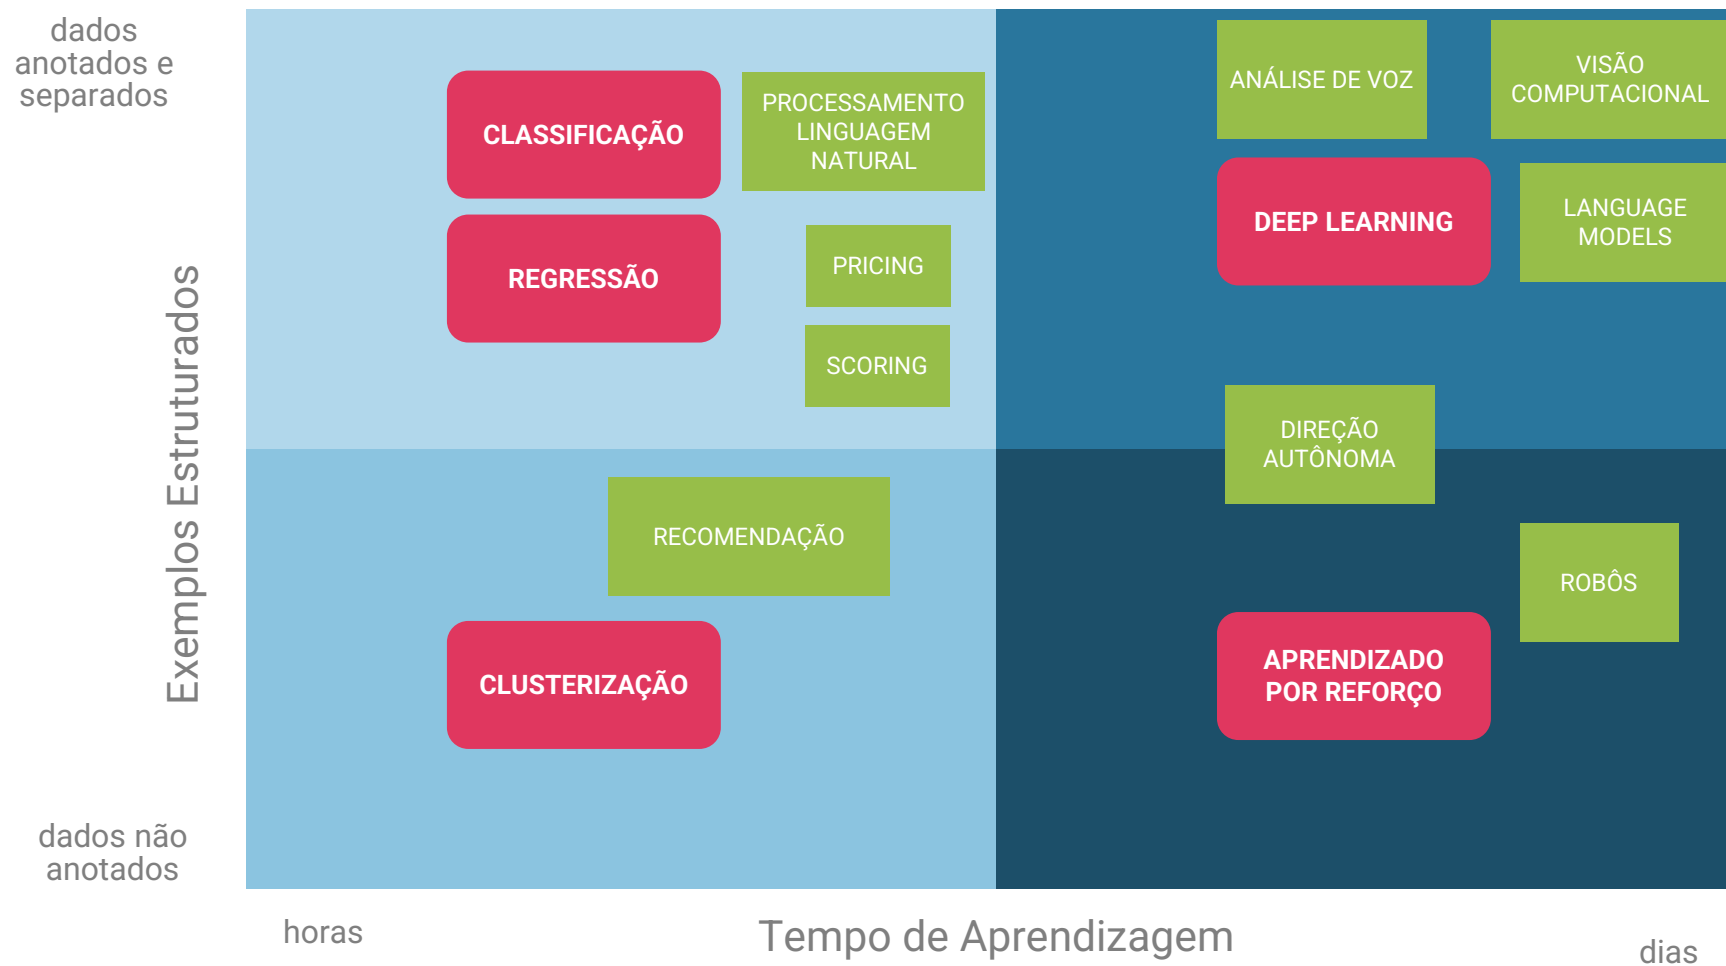 dados
anotados e
separados
CLASSIFICAÇÃO
PROCESSAMENTO
LINGUAGEM
NATURAL
ANÁLISE DE VOZ
VISÃO
COMPUTACIONAL
REGRESSÃO
PRICING
SCORING
DEEP LEARNING
LANGUAGE
MODELS
DIREÇÃO
AUTÔNOMA
Exemplos Estruturados
RECOMENDAÇÃO
CLUSTERIZAÇÃO
ROBÔS
APRENDIZADO
POR REFORÇO
dados não
anotados
horas
Tempo de Aprendizagem
dias